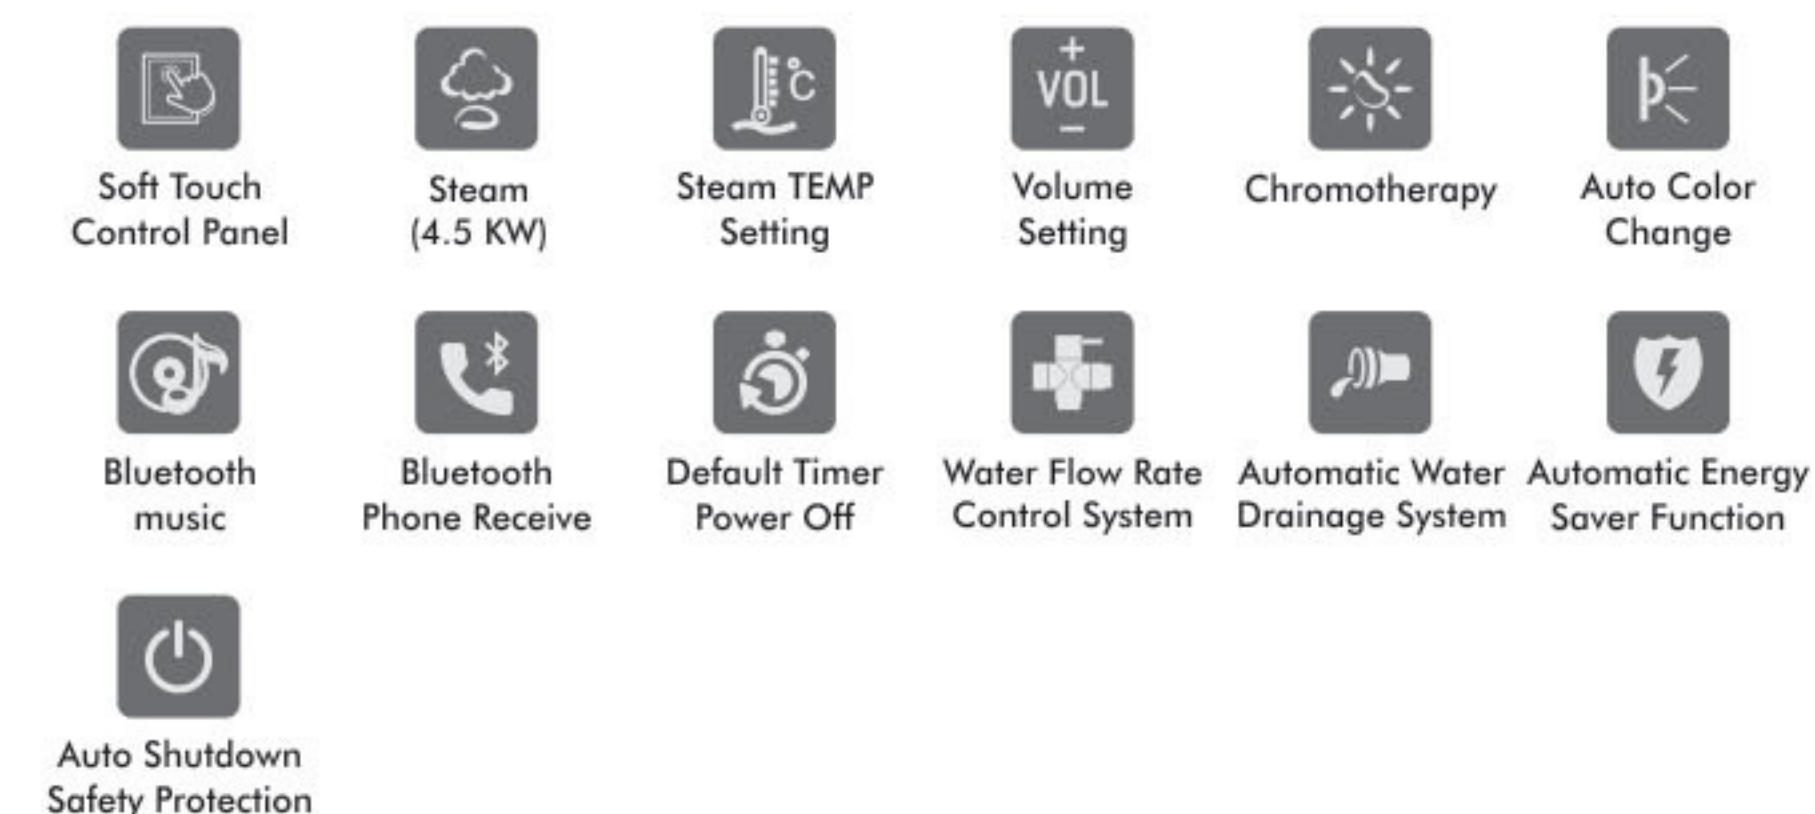 °C
+
VOL
−
Soft Touch
Control Panel
Steam
(4.5 KW)
Steam TEMP
Setting
Volume
Setting
Chromotherapy
Auto Color
Change
Bluetooth
music
Bluetooth
Phone Receive
Default Timer
Power Off
Water Flow Rate
Control System
Automatic Water
Drainage System
Automatic Energy
Saver Function
Auto Shutdown
Safety Protection